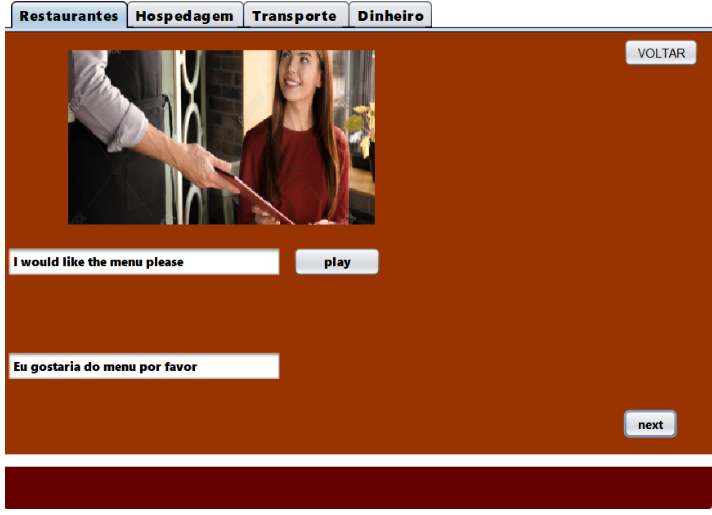 Restaurantes Hospedagem Transporte Dinheiro
VOLTAR
I would like the menu please
play
Eu gostaria do menu por favor
next